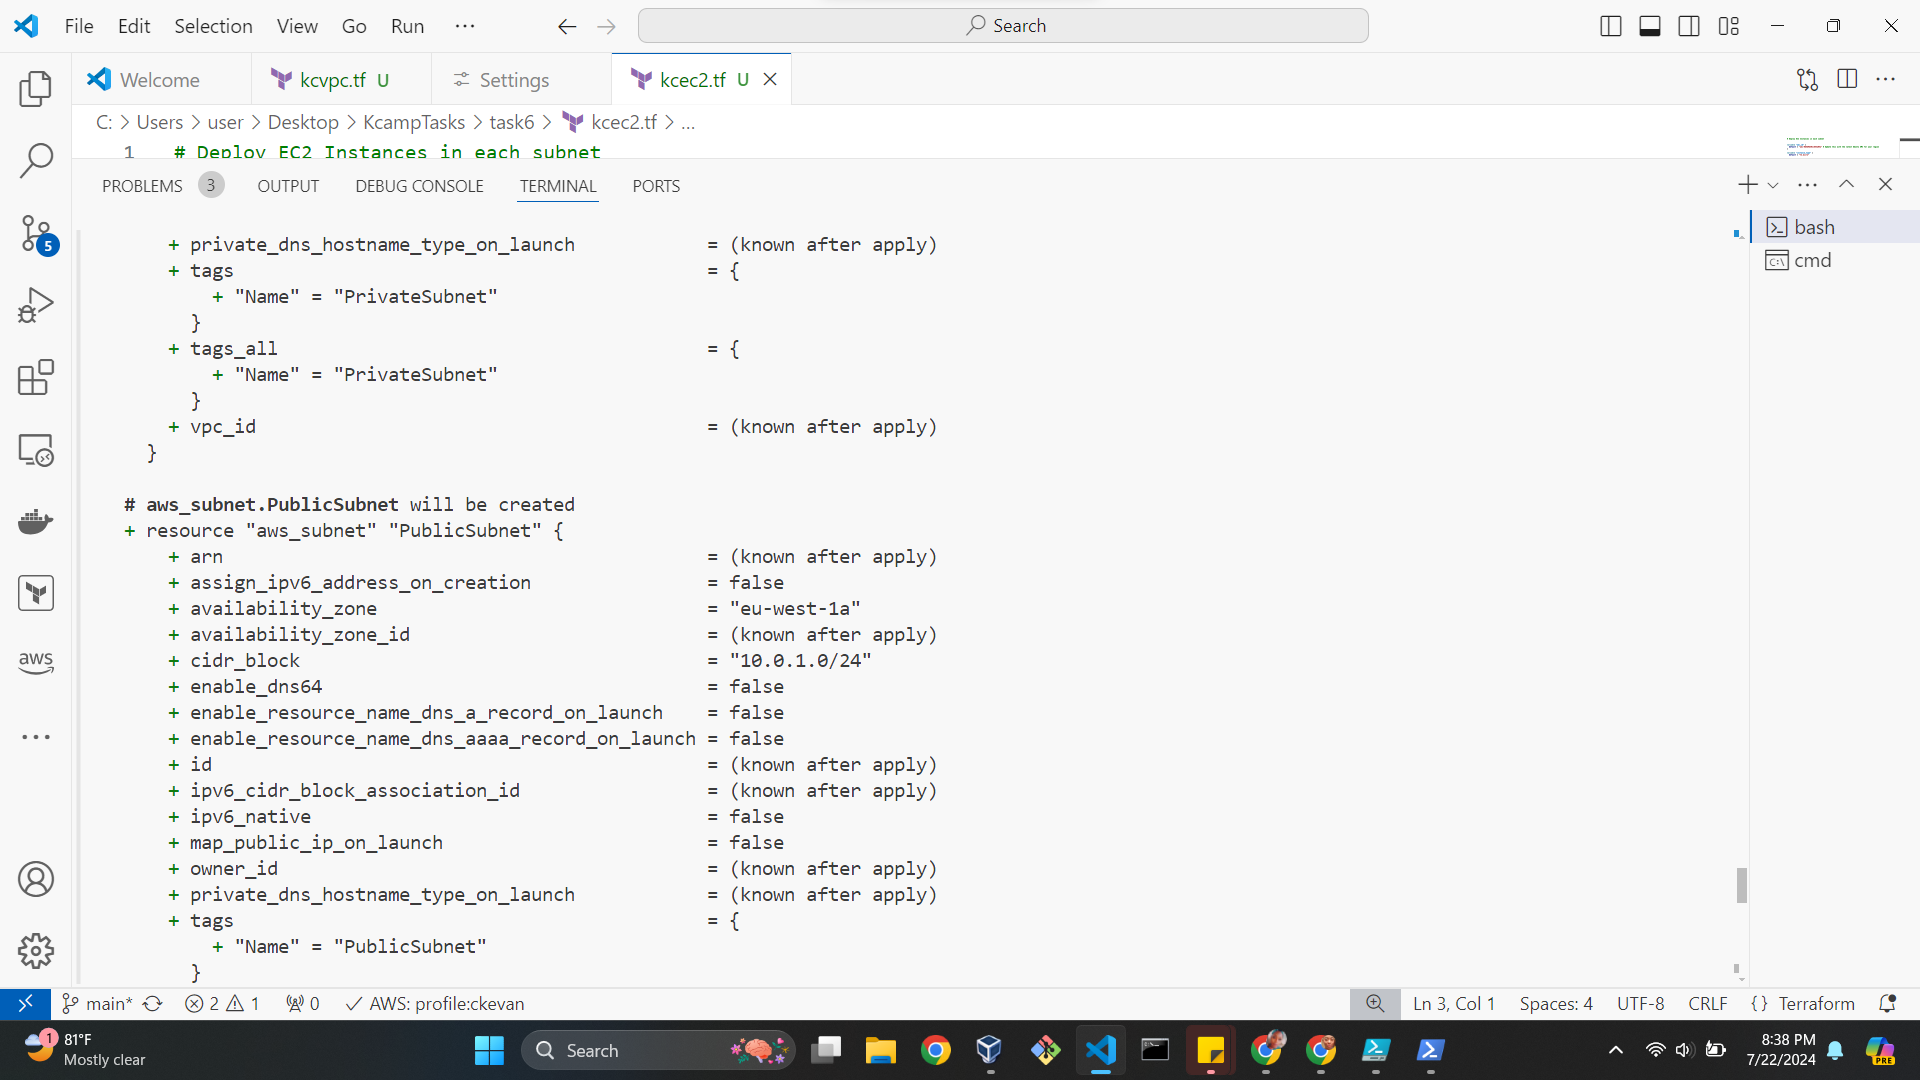 File Edit Selection View Go Run ··· Search
Welcome kcvpc.tf U Settings kcec2.tf U
C: > Users > user > Desktop > KcampTasks > task6 > kcec2.tf > ...
1 # Deploy EC2 Instances in each subnet
PROBLEMS 3 OUTPUT DEBUG CONSOLE TERMINAL PORTS
bash
cmd
+ private_dns_hostname_type_on_launch = (known after apply)
+ tags = {
+ "Name" = "PrivateSubnet"
}
+ tags_all = {
+ "Name" = "PrivateSubnet"
}
+ vpc_id = (known after apply)
}
# aws_subnet.PublicSubnet will be created
+ resource "aws_subnet" "PublicSubnet" {
+ arn = (known after apply)
+ assign_ipv6_address_on_creation = false
+ availability_zone = "eu-west-1a"
+ availability_zone_id = (known after apply)
+ cidr_block = "10.0.1.0/24"
+ enable_dns64 = false
+ enable_resource_name_dns_a_record_on_launch = false
+ enable_resource_name_dns_aaaa_record_on_launch = false
+ id = (known after apply)
+ ipv6_cidr_block_association_id = (known after apply)
+ ipv6_native = false
+ map_public_ip_on_launch = false
+ owner_id = (known after apply)
+ private_dns_hostname_type_on_launch = (known after apply)
+ tags = {
+ "Name" = "PublicSubnet"
}
5
aws
main* 2 1 0 AWS: profile:ckevan Ln 3, Col 1 Spaces: 4 UTF-8 CRLF {} Terraform
1 81°F
Mostly clear
Search
8:38 PM
7/22/2024
PRE